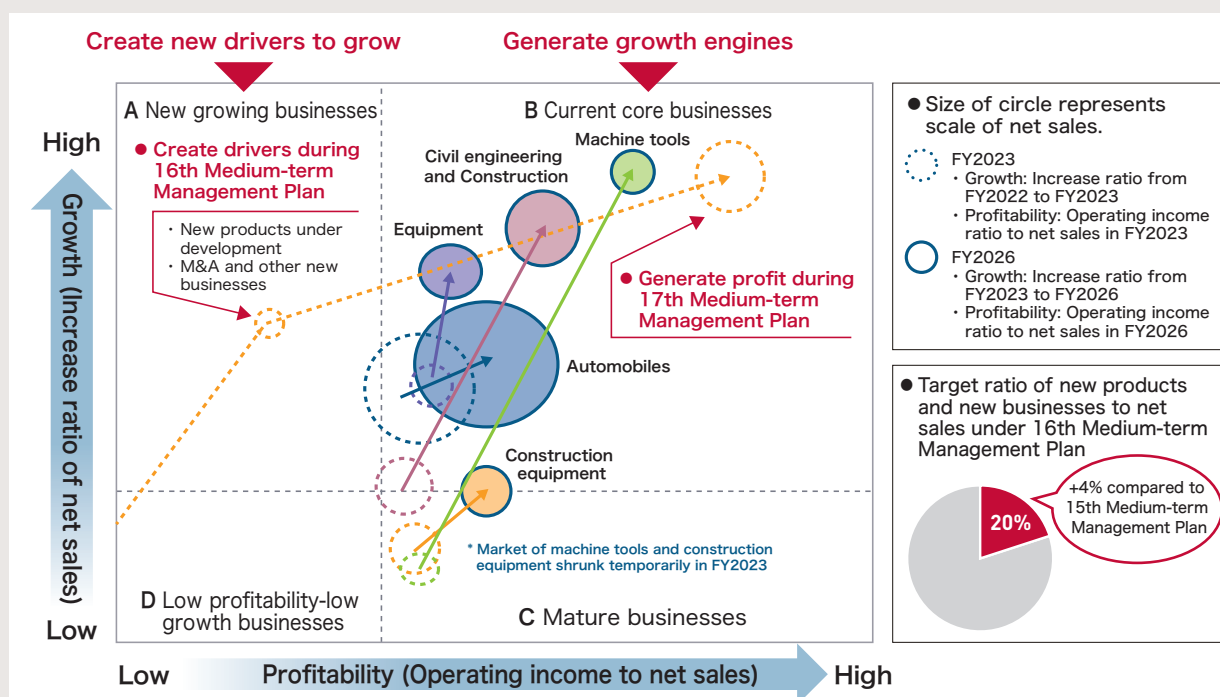 Create new drivers to grow
Generate growth engines
A New growing businesses
B Current core businesses
High
Growth (Increase ratio of net sales)
Low
● Create drivers during
16th Medium-term
Management Plan
・New products under
development
・M&A and other new
businesses
Machine tools
Civil engineering
and Construction
Equipment
● Generate profit during
17th Medium-term
Management Plan
Automobiles
Construction
equipment
* Market of machine tools and construction
equipment shrunk temporarily in FY2023
D Low profitability-low
growth businesses
C Mature businesses
Low
Profitability (Operating income to net sales)
High
● Size of circle represents
scale of net sales.
FY2023
・Growth: Increase ratio from
FY2022 to FY2023
・Profitability: Operating income
ratio to net sales in FY2023
FY2026
・Growth: Increase ratio from
FY2023 to FY2026
・Profitability: Operating income
ratio to net sales in FY2026
● Target ratio of new products
and new businesses to net
sales under 16th Medium-term
Management Plan
+4% compared to
15th Medium-term
Management Plan
20%